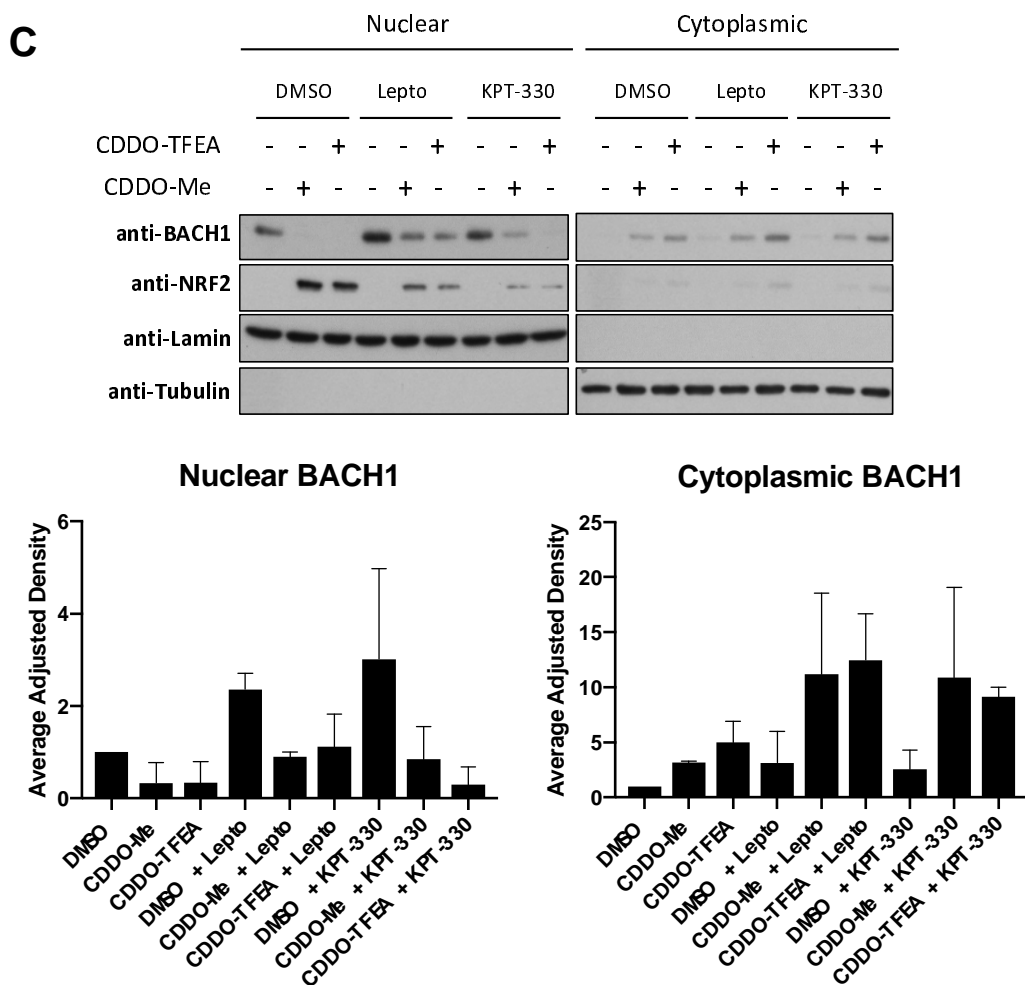 C
Nuclear Cytoplasmic
DMSO Lepto KPT-330 DMSO Lepto KPT-330
CDDO-TFEA - - + - - + - - + - - + - - + - - +
CDDO-Me - + - - + - - + - - + - - + - - + -
anti-BACH1
anti-NRF2
anti-Lamin
anti-Tubulin
Nuclear BACH1
Average Adjusted Density
6
4
2
0
DMSO
CDDO-Me
CDDO-TFEA
DMSO + Lepto
CDDO-Me + Lepto
CDDO-TFEA + Lepto
DMSO + KPT-330
CDDO-Me + KPT-330
CDDO-TFEA + KPT-330
Cytoplasmic BACH1
Average Adjusted Density
25
20
15
10
5
0
DMSO
CDDO-Me
CDDO-TFEA
DMSO + Lepto
CDDO-Me + Lepto
CDDO-TFEA + Lepto
DMSO + KPT-330
CDDO-Me + KPT-330
CDDO-TFEA + KPT-330